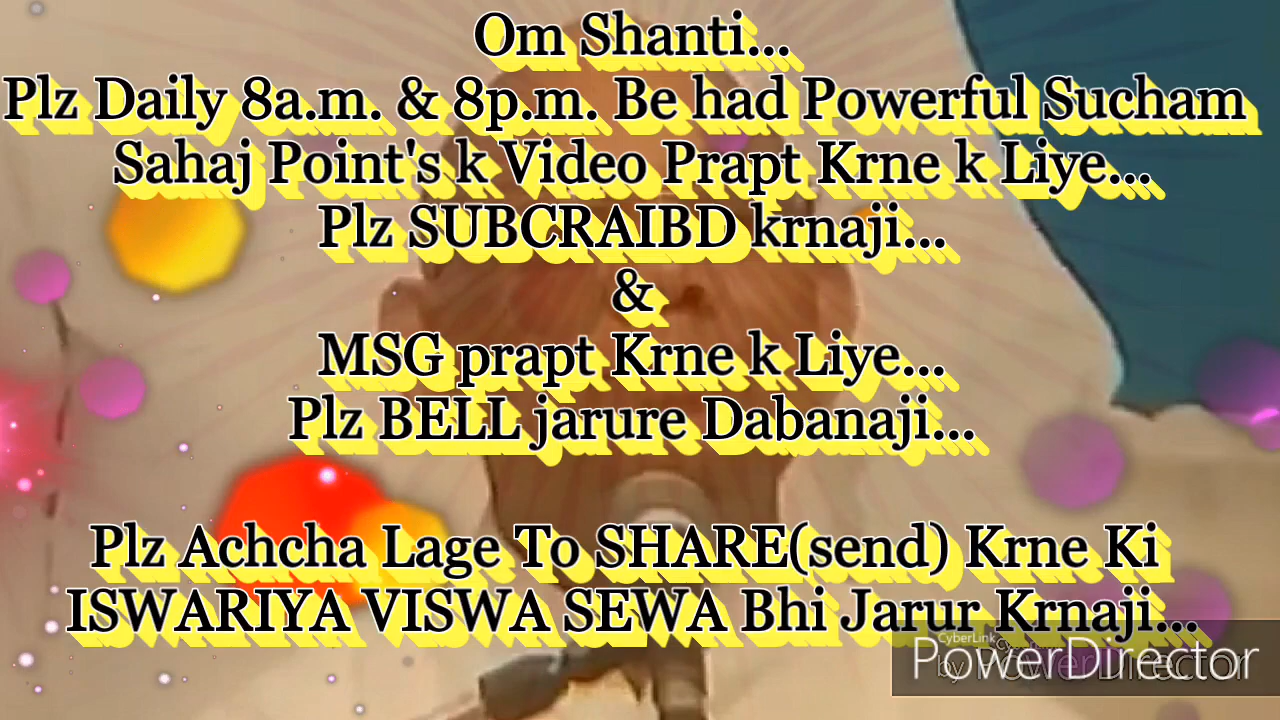 Om Shanti...
Plz Daily 8a.m. & 8p.m. Be had Powerful Sucham
Sahaj Point's k Video Prapt Krne k Liye...
Plz SUBCRAIBD krnaji...
&
MSG prapt Krne k Liye...
Plz BELL jarure Dabanaji...
Plz Achcha Lage To SHARE(send) Krne Ki
ISWARIYA VISWA SEWA Bhi Jarur Krnaji...
CyberLink
by PowerDirector